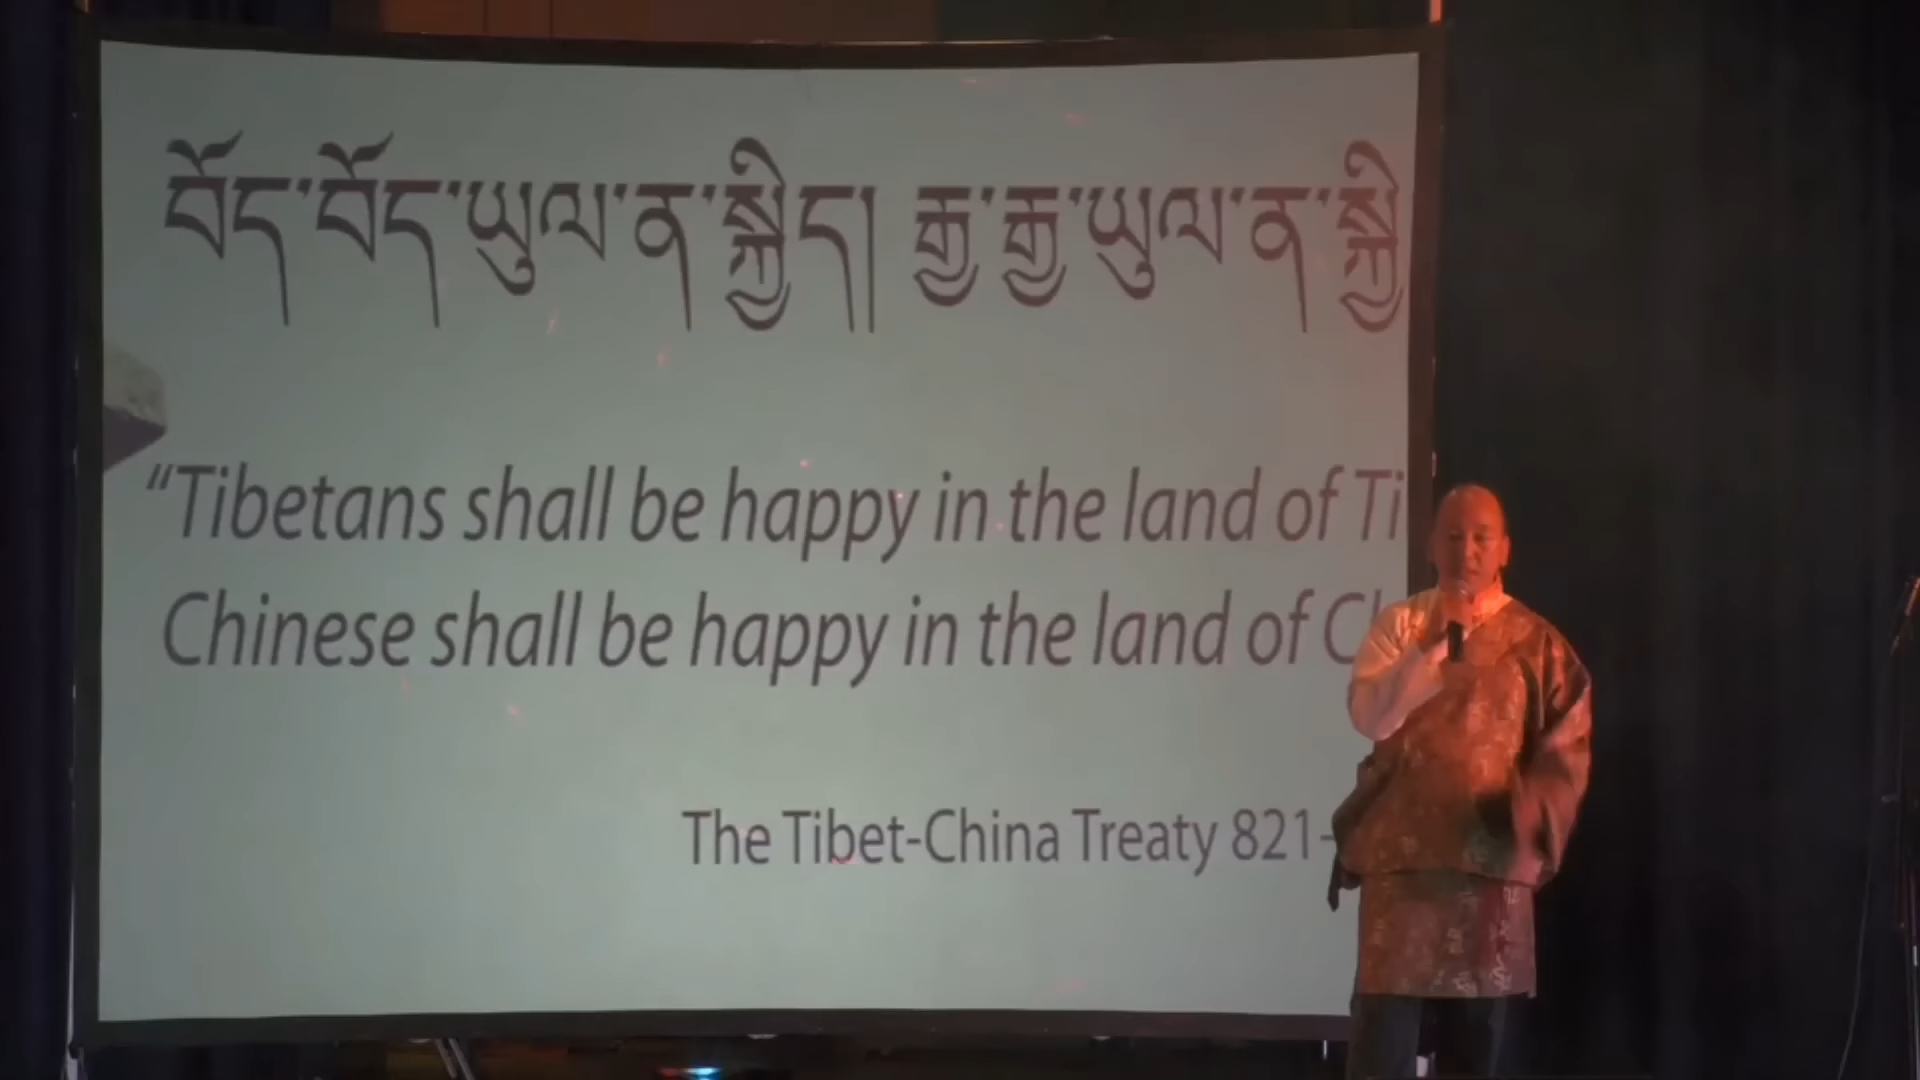 བོད་བོད་ཡུལ་ན་སྐྱིད། རྒྱ་རྒྱ་ཡུལ་ན་སྐྱི
“Tibetans shall be happy in the land of Ti
Chinese shall be happy in the land of C
The Tibet-China Treaty 821-